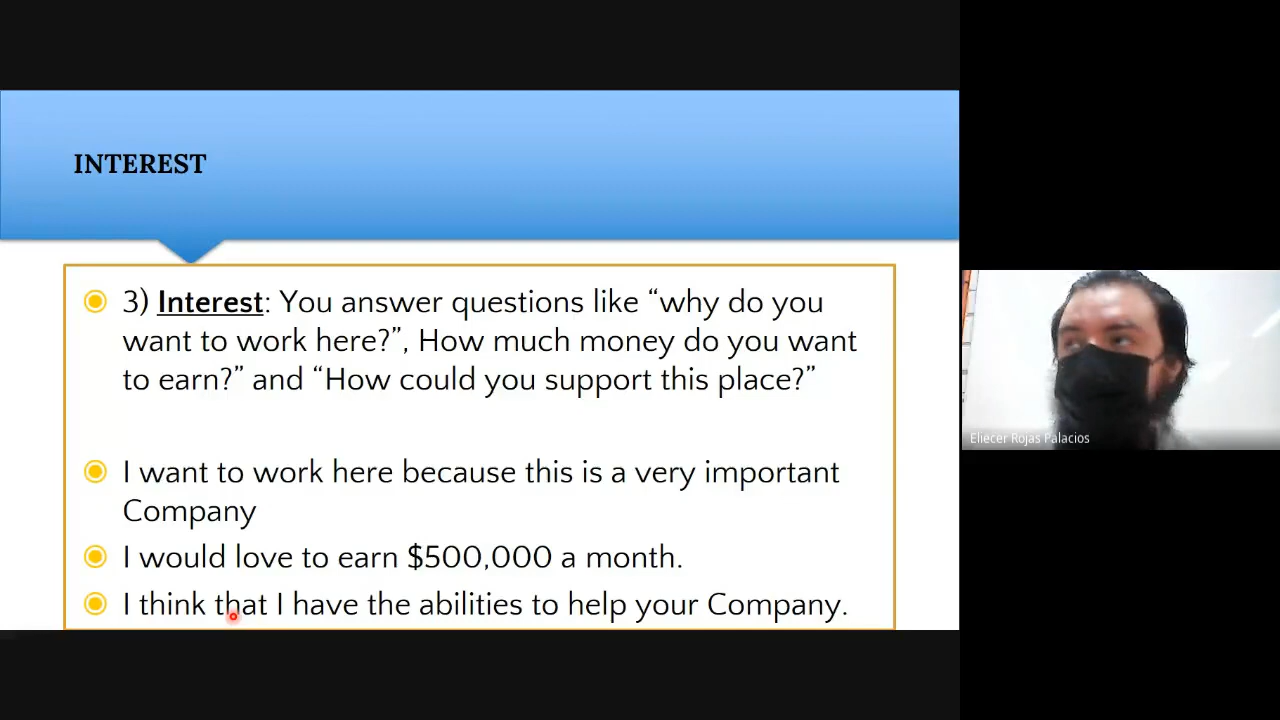 INTEREST
3) Interest: You answer questions like “why do you
want to work here?”, How much money do you want
to earn?” and “How could you support this place?”
I want to work here because this is a very important
Company
I would love to earn $500,000 a month.
I think that I have the abilities to help your Company.
Eliecer Rojas Palacios